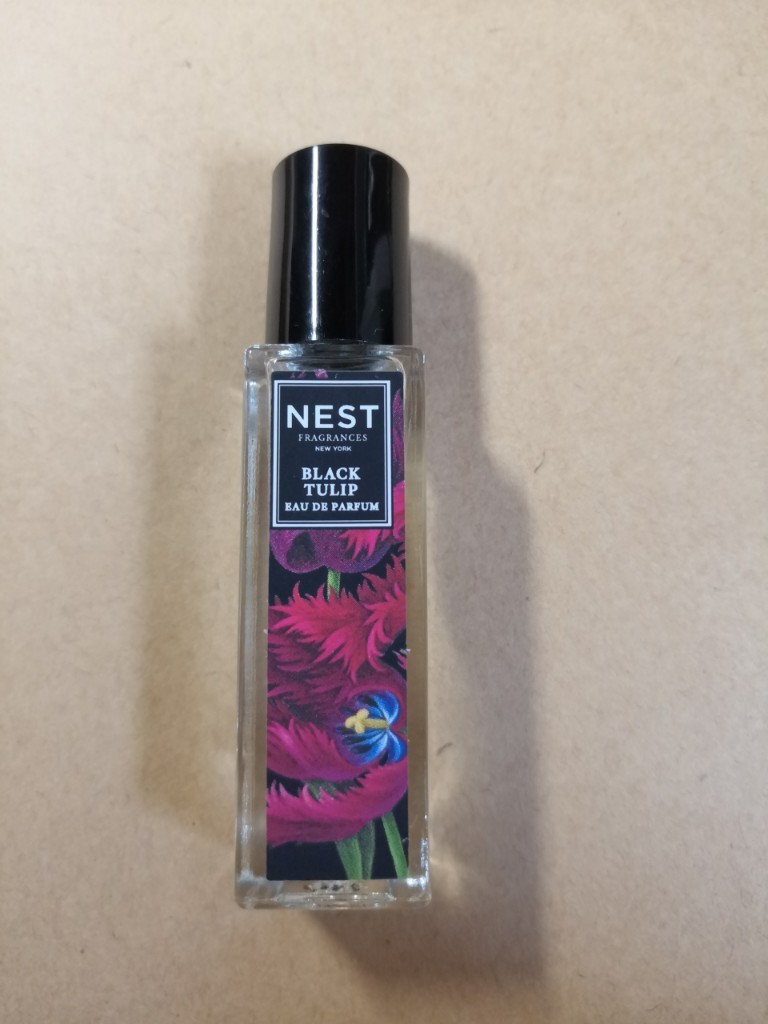 NEST
FRAGRANCES
NEW YORK
BLACK
TULIP
EAU DE PARFUM